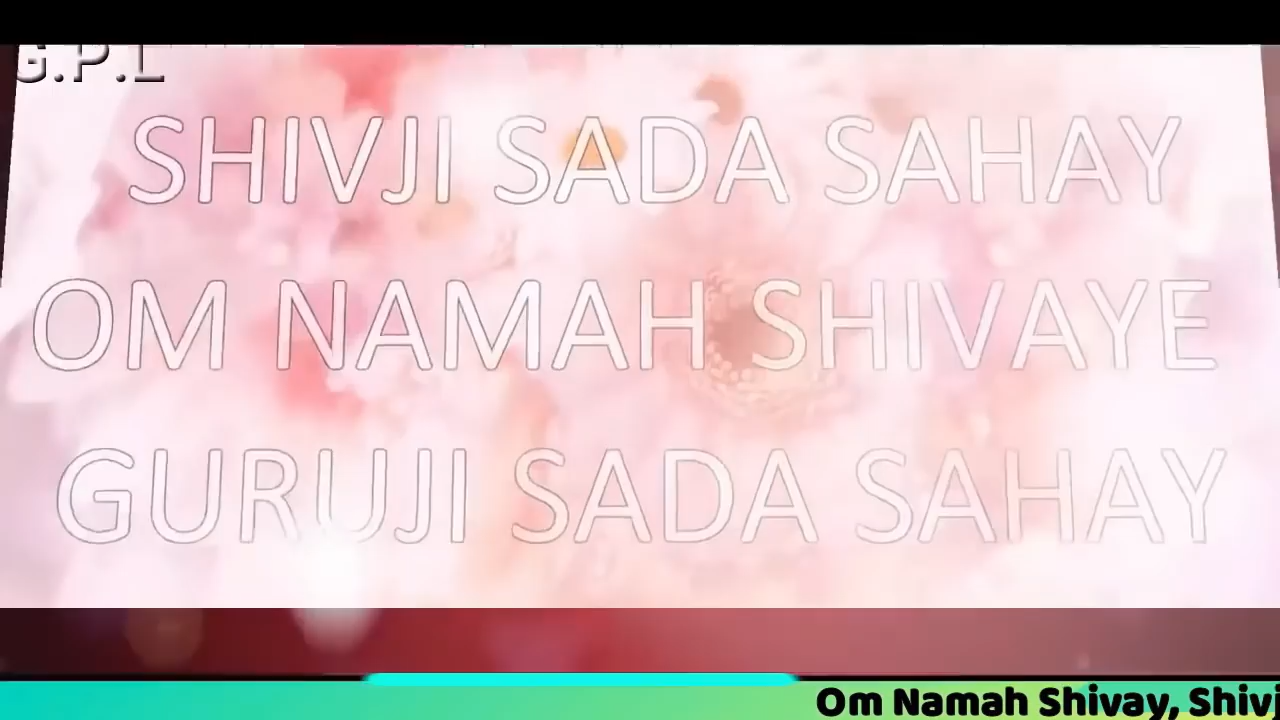 G.P.L
SHIVJI SADA SAHAY
OM NAMAH SHIVAYE
GURUJI SADA SAHAY
Om Namah Shivay,